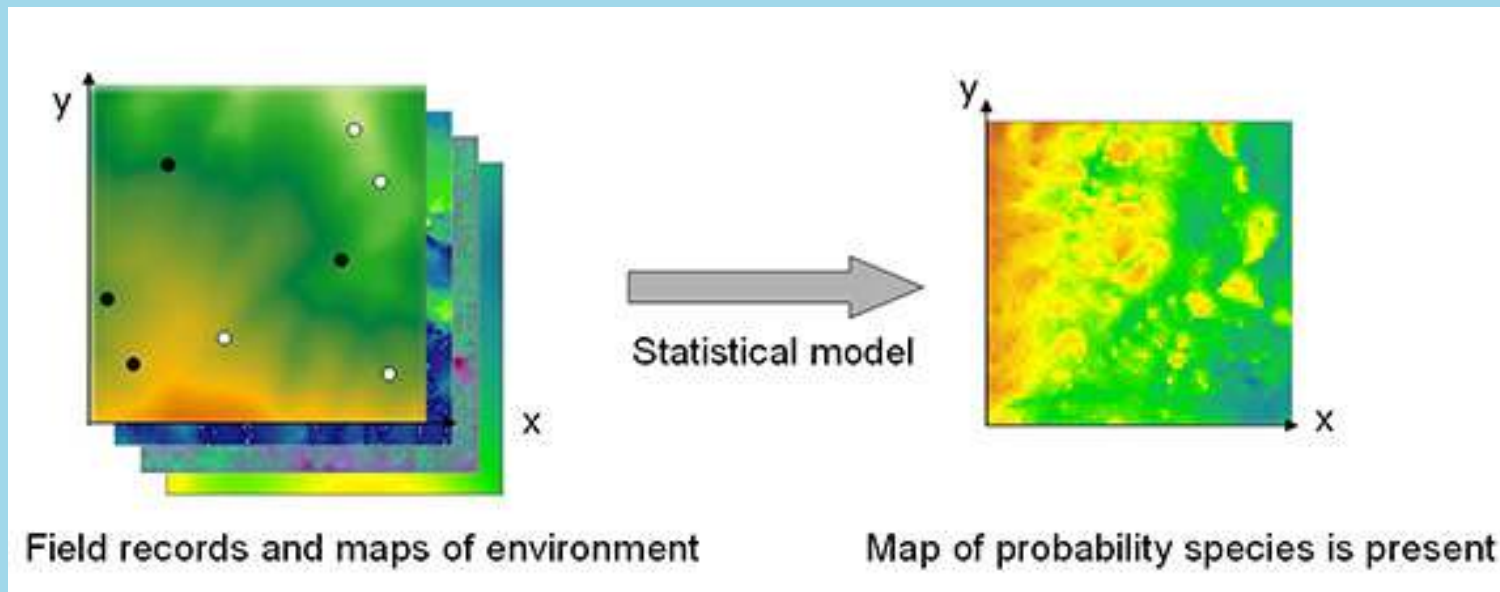 y
x
Field records and maps of environment
Statistical model
y
x
Map of probability species is present